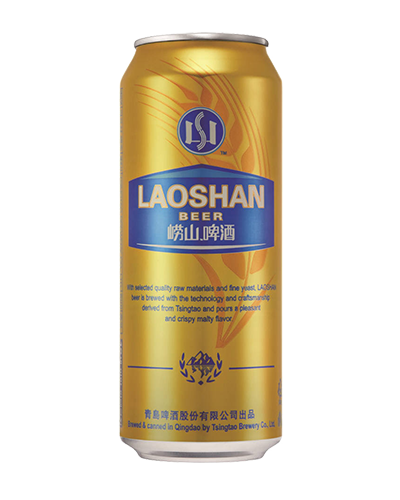 TM
LAOSHAN
BEER
崂山啤酒
With selected quality raw materials and fine yeast, LAOSHAN
beer is brewed with the technology and craftsmanship
derived from Tsingtao and pours a pleasant
and crispy malty flavor.
青島啤酒股份有限公司出品
Brewed & canned in Qingdao by Tsingtao Brewery Co., Ltd.